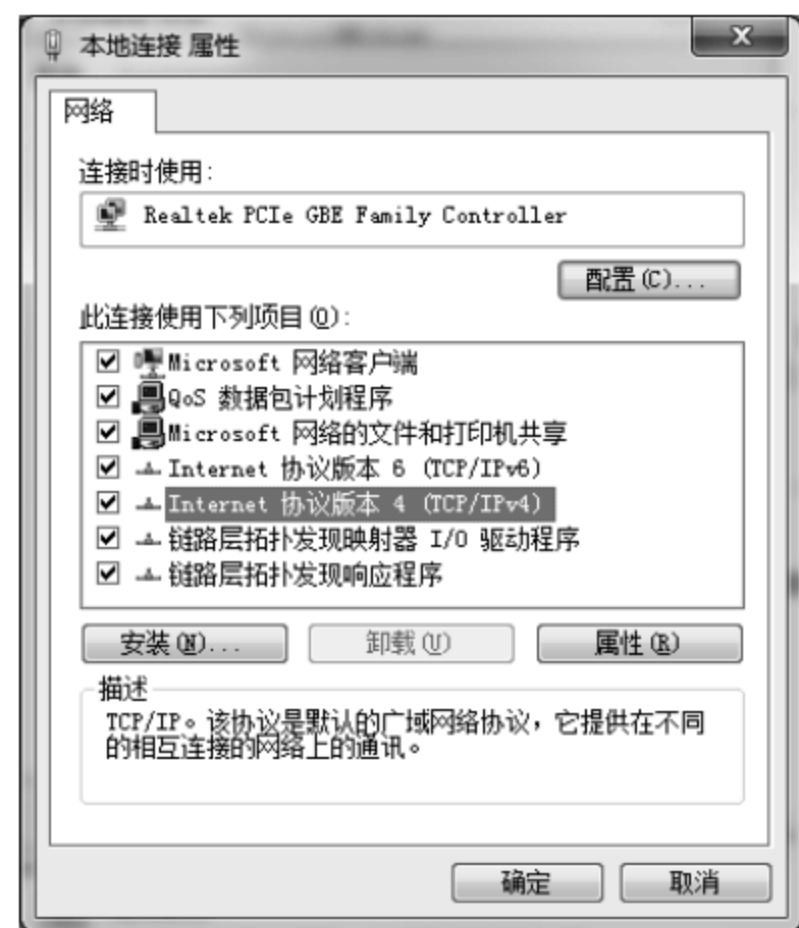 本地连接 属性
网络
连接时使用:
Realtek PCIe GBE Family Controller
配置(C)...
此连接使用下列项目(O):
Microsoft 网络客户端
QoS 数据包计划程序
Microsoft 网络的文件和打印机共享
Internet 协议版本 6 (TCP/IPv6)
Internet 协议版本 4 (TCP/IPv4)
链路层拓扑发现映射器 I/O 驱动程序
链路层拓扑发现响应程序
安装(N)... 卸载(U) 属性(R)
描述
TCP/IP。该协议是默认的广域网络协议，它提供在不同
的相互连接的网络上的通讯。
确定 取消